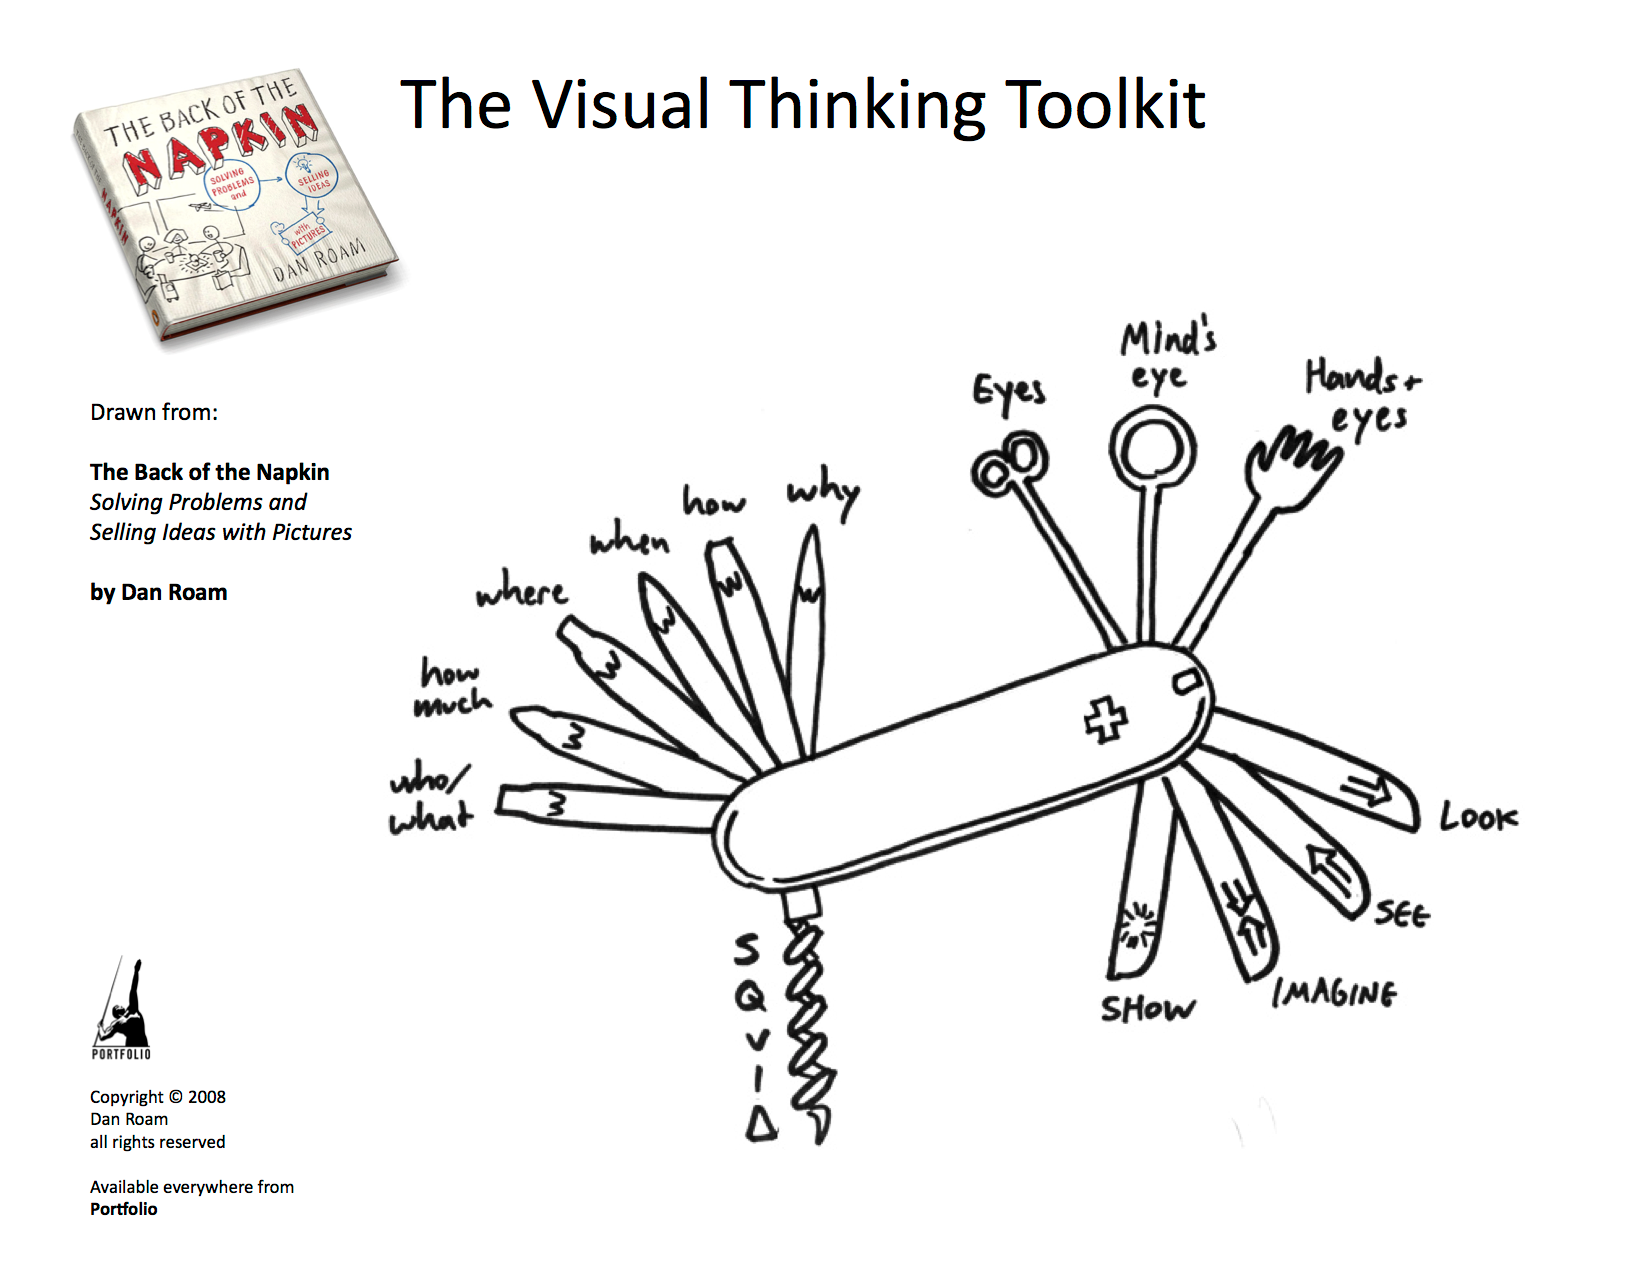 The Visual Thinking Toolkit
THE BACK OF THE
NAPKIN
SOLVING
PROBLEMS
and
SELLING
IDEAS
with
PICTURES
DAN ROAM
NAPKIN
Drawn from:
The Back of the Napkin
Solving Problems and
Selling Ideas with Pictures
by Dan Roam
Eyes
Mind's
eye
Hands +
eyes
why
how
when
where
how
much
who/
what
W
W
W
W
W
W
LOOK
SEE
IMAGINE
SHOW
S
Q
V
I
Δ
PORTFOLIO
Copyright © 2008
Dan Roam
all rights reserved
Available everywhere from
Portfolio